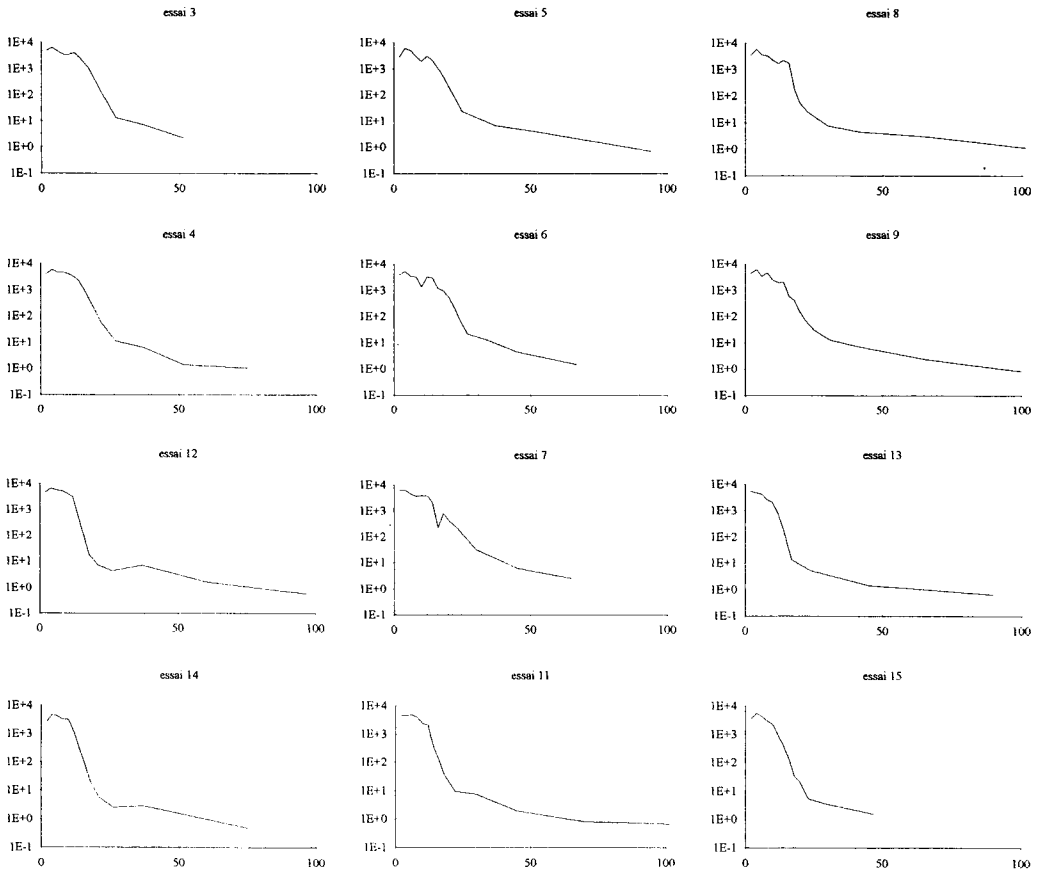 essai 3 essai 5 essai 8
1E+4 1E+4 1E+4
1E+3 1E+3 1E+3
1E+2 1E+2 1E+2
1E+1 1E+1 1E+1
1E+0 1E+0 1E+0
1E-1 1E-1 1E-1
0 50 100 0 50 100 0 50 100
essai 4 essai 6 essai 9
1E+4 1E+4 1E+4
1E+3 1E+3 1E+3
1E+2 1E+2 1E+2
1E+1 1E+1 1E+1
1E+0 1E+0 1E+0
1E-1 1E-1 1E-1
0 50 100 0 50 100 0 50 100
essai 12 essai 7 essai 13
1E+4 1E+4 1E+4
1E+3 1E+3 1E+3
1E+2 1E+2 1E+2
1E+1 1E+1 1E+1
1E+0 1E+0 1E+0
1E-1 1E-1 1E-1
0 50 100 0 50 100 0 50 100
essai 14 essai 11 essai 15
1E+4 1E+4 1E+4
1E+3 1E+3 1E+3
1E+2 1E+2 1E+2
1E+1 1E+1 1E+1
1E+0 1E+0 1E+0
1E-1 1E-1 1E-1
0 50 100 0 50 100 0 50 100